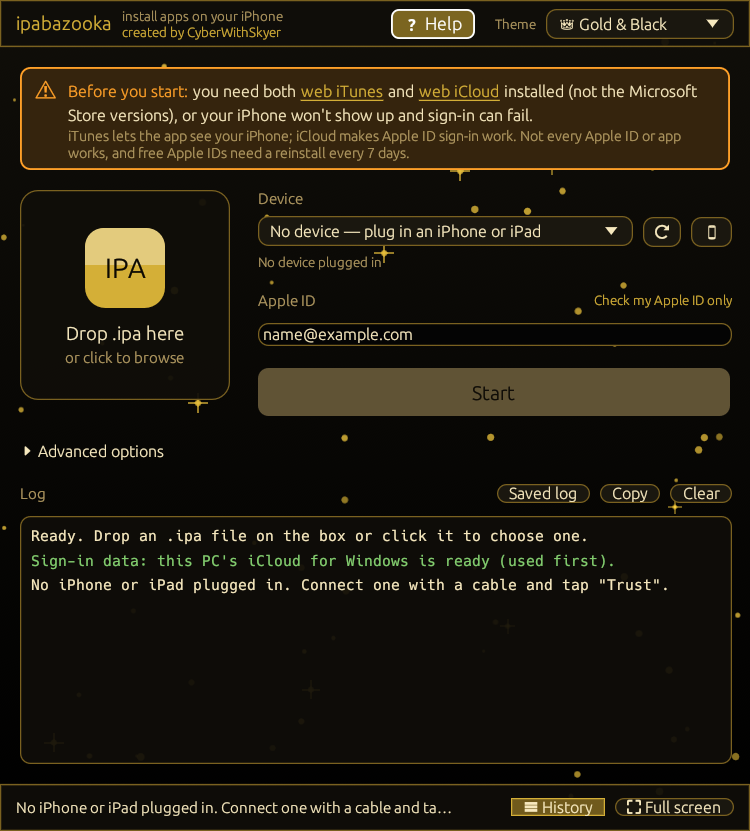 ipabazooka
install apps on your iPhone
created by CyberWithSkyer
? Help
Theme
Gold & Black
Before you start: you need both web iTunes and web iCloud installed (not the Microsoft
Store versions), or your iPhone won't show up and sign-in can fail.
iTunes lets the app see your iPhone; iCloud makes Apple ID sign-in work. Not every Apple ID or app
works, and free Apple IDs need a reinstall every 7 days.
IPA
Drop .ipa here
or click to browse
Device
No device — plug in an iPhone or iPad
No device plugged in
Apple ID
Check my Apple ID only
name@example.com
Start
Advanced options
Log
Saved log
Copy
Clear
Ready. Drop an .ipa file on the box or click it to choose one.
Sign-in data: this PC's iCloud for Windows is ready (used first).
No iPhone or iPad plugged in. Connect one with a cable and tap "Trust".
No iPhone or iPad plugged in. Connect one with a cable and ta…
History
Full screen